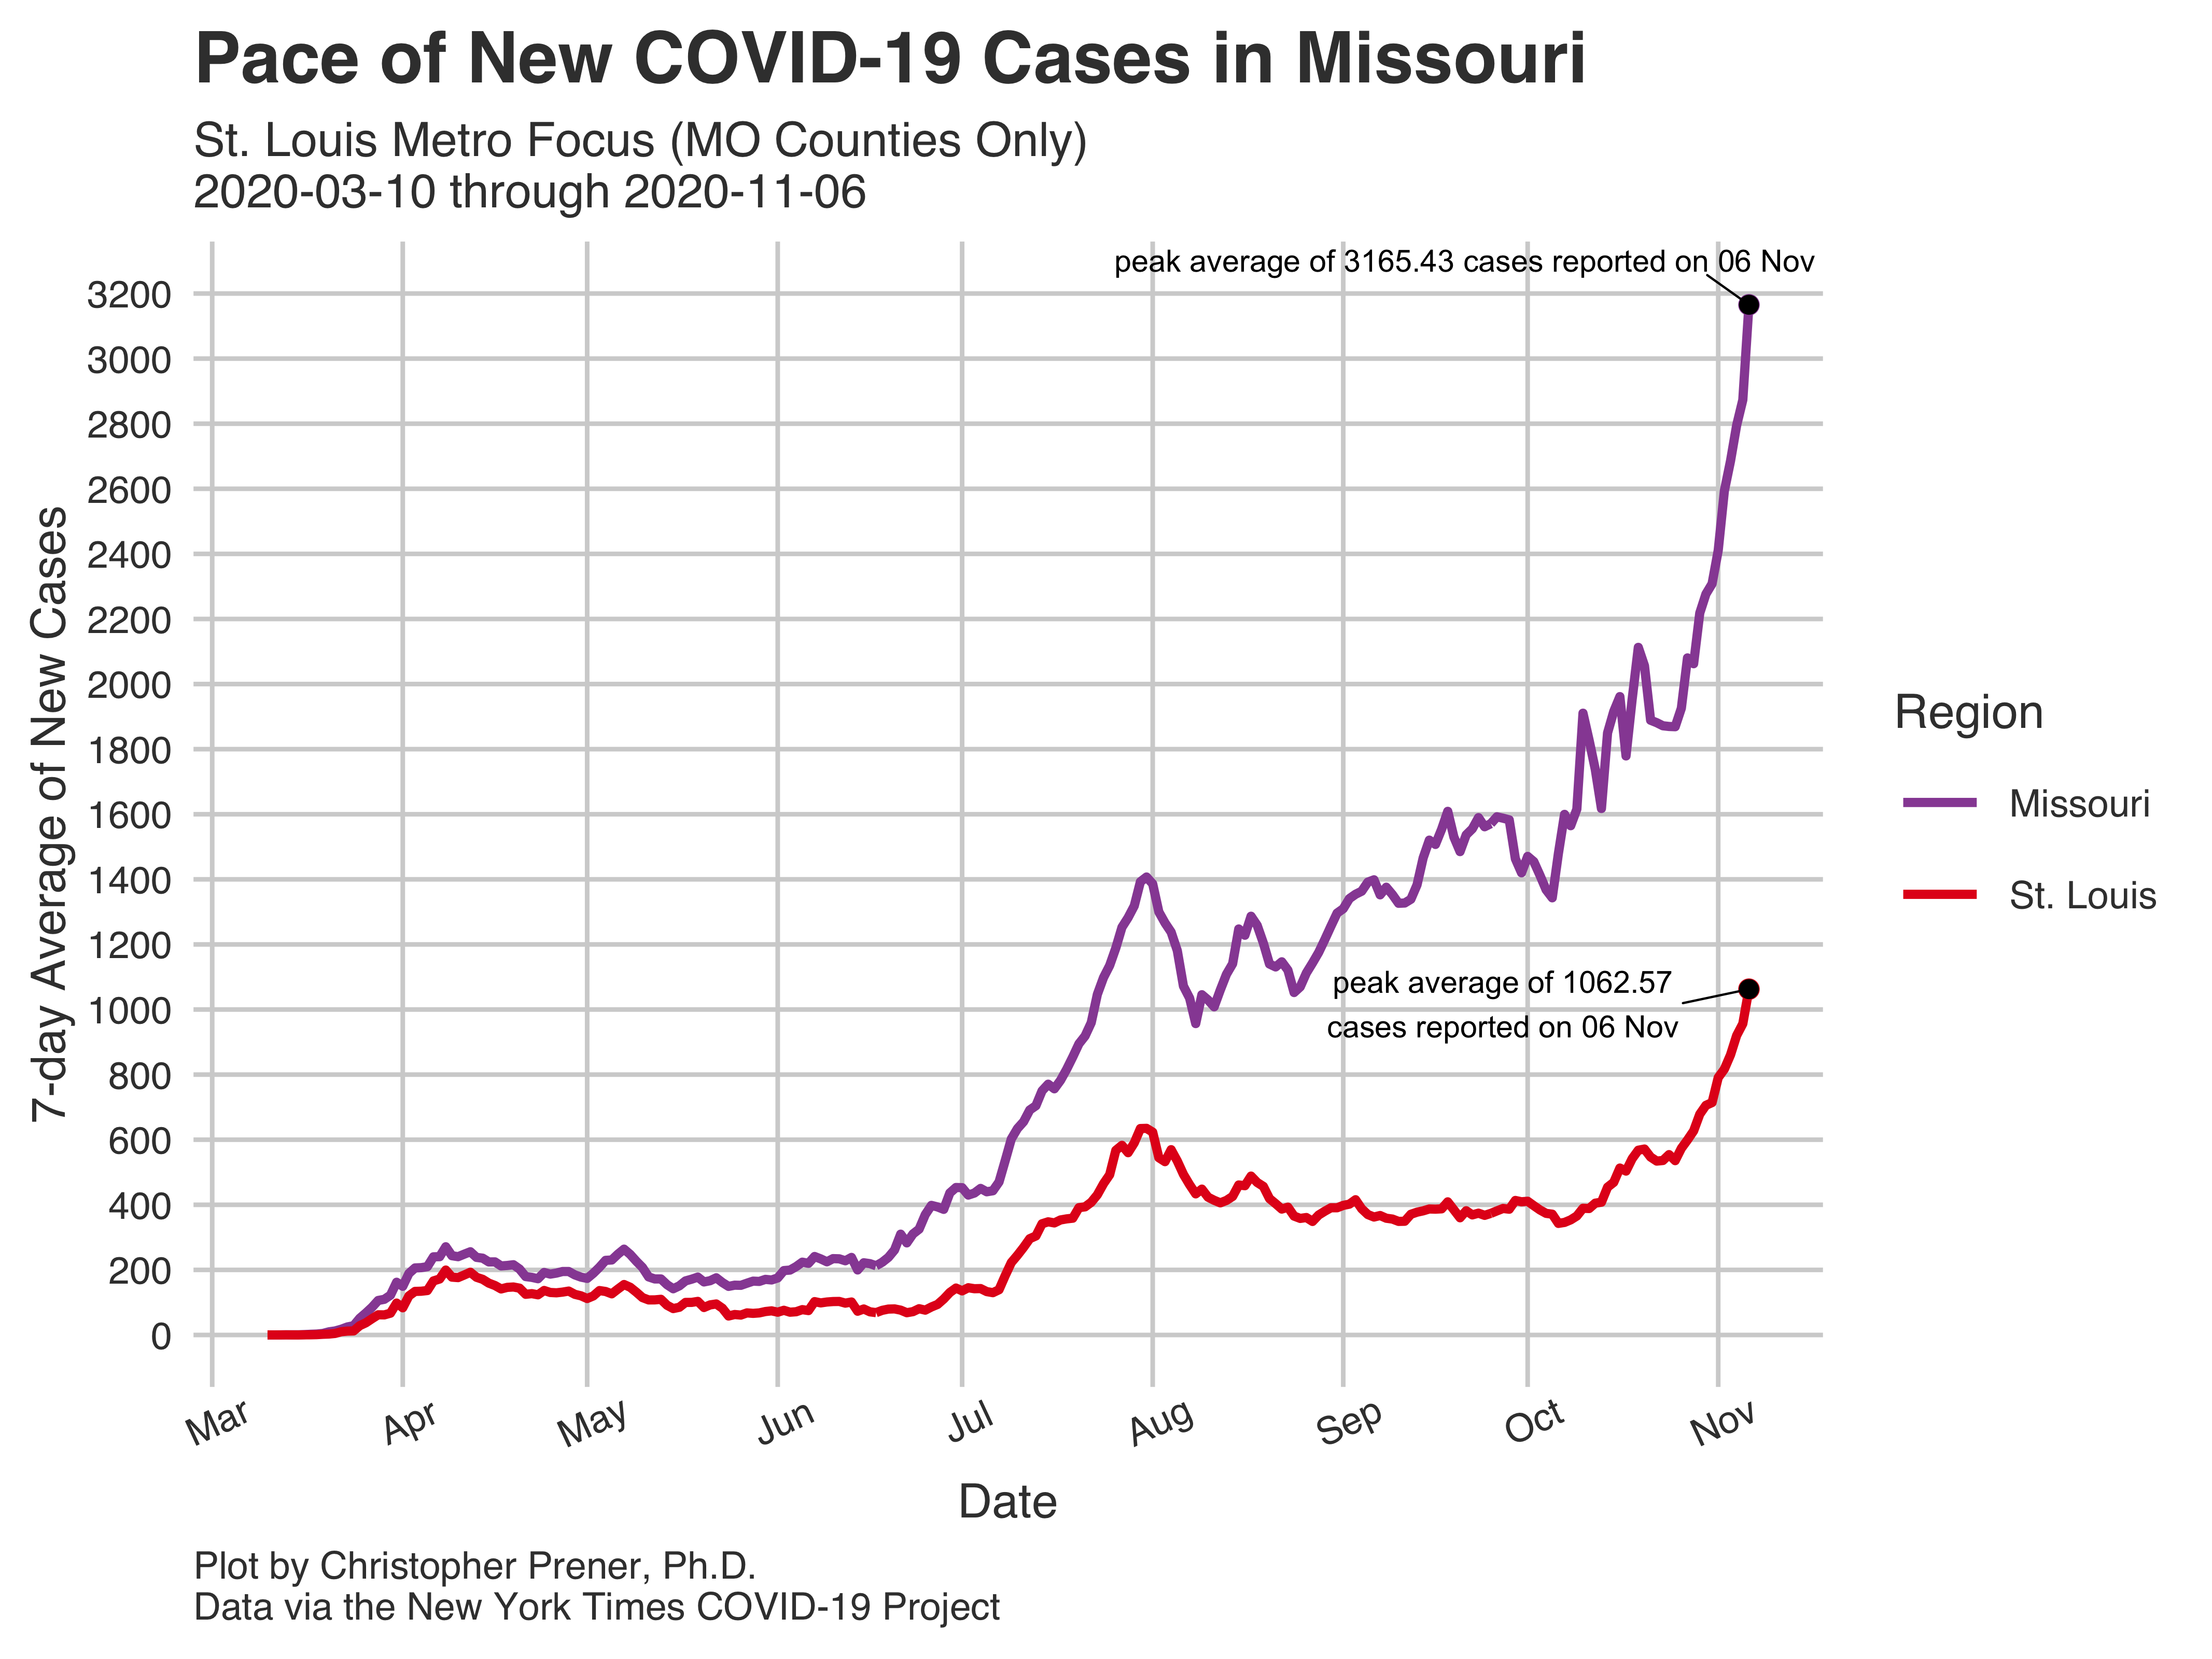 Pace of New COVID-19 Cases in Missouri
St. Louis Metro Focus (MO Counties Only)
2020-03-10 through 2020-11-06
peak average of 3165.43 cases reported on 06 Nov
3200
3000
2800
2600
2400
2200
2000
1800
1600
1400
1200
1000
800
600
400
200
0
7-day Average of New Cases
peak average of 1062.57
cases reported on 06 Nov
Region
Missouri
St. Louis
Mar Apr May Jun Jul Aug Sep Oct Nov
Date
Plot by Christopher Prener, Ph.D.
Data via the New York Times COVID-19 Project